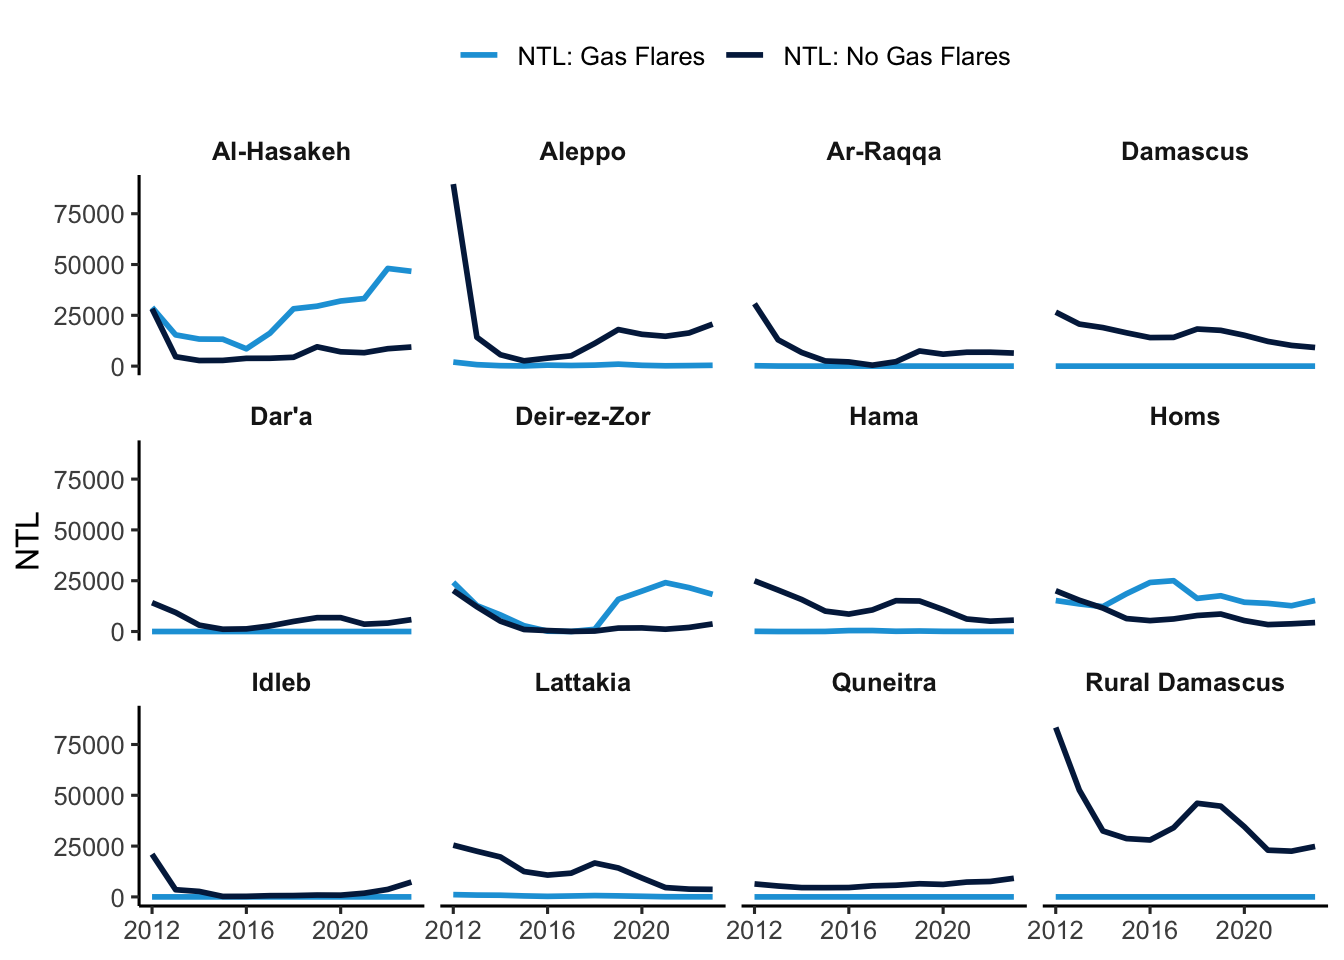 NTL: Gas Flares NTL: No Gas Flares
Al-Hasakeh Aleppo Ar-Raqqa Damascus
75000
50000
25000
0
Dar'a Deir-ez-Zor Hama Homs
75000
50000
25000
0
NTL
Idleb Lattakia Quneitra Rural Damascus
75000
50000
25000
0
2012 2016 2020 2012 2016 2020 2012 2016 2020 2012 2016 2020